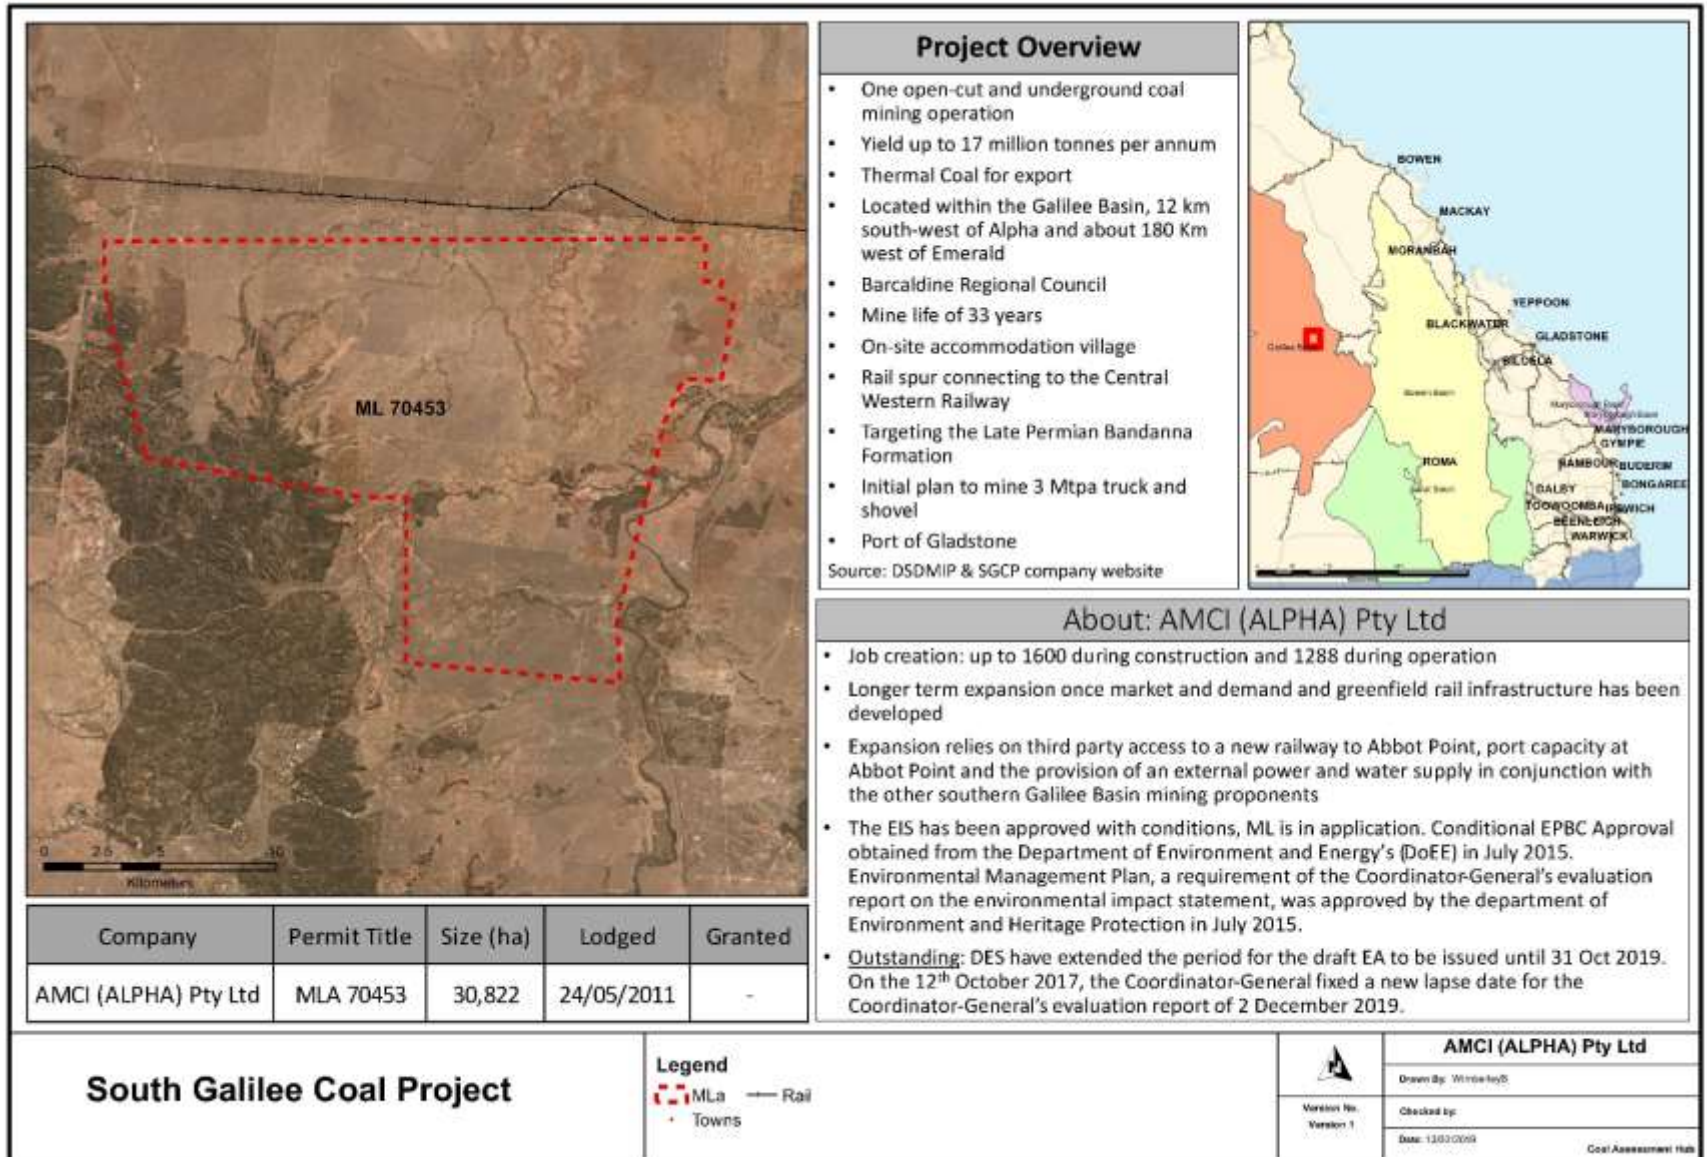 ML 70453
0 2.5 5 10
Kilometers
Company Permit Title Size (ha) Lodged Granted
AMCI (ALPHA) Pty Ltd MLA 70453 30,822 24/05/2011 -
Project Overview
• One open-cut and underground coal
mining operation
• Yield up to 17 million tonnes per annum
• Thermal Coal for export
• Located within the Galilee Basin, 12 km
south-west of Alpha and about 180 Km
west of Emerald
• Barcaldine Regional Council
• Mine life of 33 years
• On-site accommodation village
• Rail spur connecting to the Central
Western Railway
• Targeting the Late Permian Bandanna
Formation
• Initial plan to mine 3 Mtpa truck and
shovel
• Port of Gladstone
Source: DSDMIP & SGCP company website
BOWEN
MACKAY
MORANBAH
YEPPOON
BLACKWATER
GLADSTONE
BILOELA
Bowen Basin
Maryborough Basin
MARYBOROUGH
GYMPIE
ROMA
NAMBOUR BUDERIM
BONGAREE
DALBY
TOOWOOMBA IPSWICH
BEENLEIGH
WARWICK
About: AMCI (ALPHA) Pty Ltd
• Job creation: up to 1600 during construction and 1288 during operation
• Longer term expansion once market and demand and greenfield rail infrastructure has been
developed
• Expansion relies on third party access to a new railway to Abbot Point, port capacity at
Abbot Point and the provision of an external power and water supply in conjunction with
the other southern Galilee Basin mining proponents
• The EIS has been approved with conditions, ML is in application. Conditional EPBC Approval
obtained from the Department of Environment and Energy's (DoEE) in July 2015.
Environmental Management Plan, a requirement of the Coordinator-General's evaluation
report on the environmental impact statement, was approved by the department of
Environment and Heritage Protection in July 2015.
• Outstanding: DES have extended the period for the draft EA to be issued until 31 Oct 2019.
On the 12th October 2017, the Coordinator-General fixed a new lapse date for the
Coordinator-General's evaluation report of 2 December 2019.
South Galilee Coal Project
Legend
MLa Rail
Towns
Version No.
Version 1
AMCI (ALPHA) Pty Ltd
Drawn By: WimberleyB
Checked by:
Date:
Coal Assessment Hub